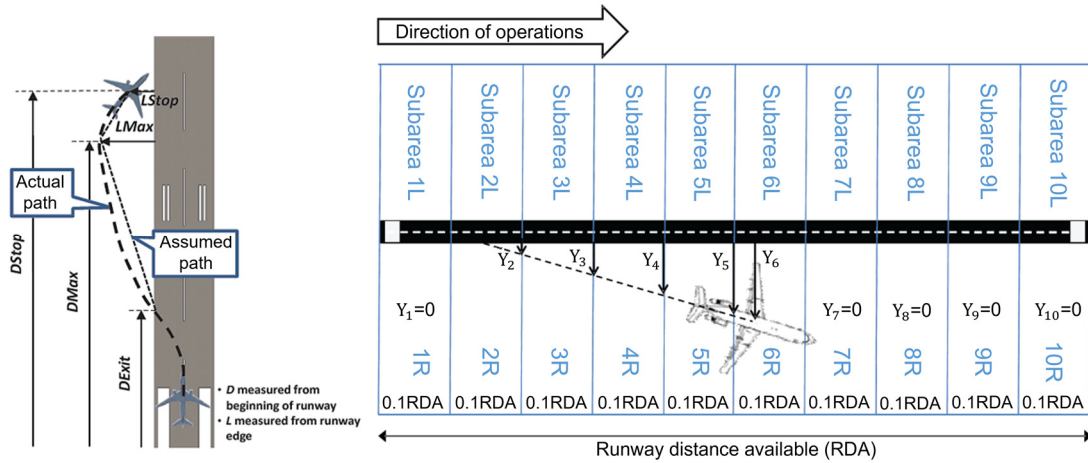 LStop
LMax
Actual
path
Assumed
path
DStop
DMax
DExit
• D measured from
beginning of runway
• L measured from runway
edge
Direction of operations
Subarea 1L
Subarea 2L
Subarea 3L
Subarea 4L
Subarea 5L
Subarea 6L
Subarea 7L
Subarea 8L
Subarea 9L
Subarea 10L
Y2
Y3
Y4
Y5
Y6
Y1=0
Y7=0
Y8=0
Y9=0
Y10=0
1R
2R
3R
4R
5R
6R
7R
8R
9R
10R
0.1RDA 0.1RDA 0.1RDA 0.1RDA 0.1RDA 0.1RDA 0.1RDA 0.1RDA 0.1RDA 0.1RDA
Runway distance available (RDA)